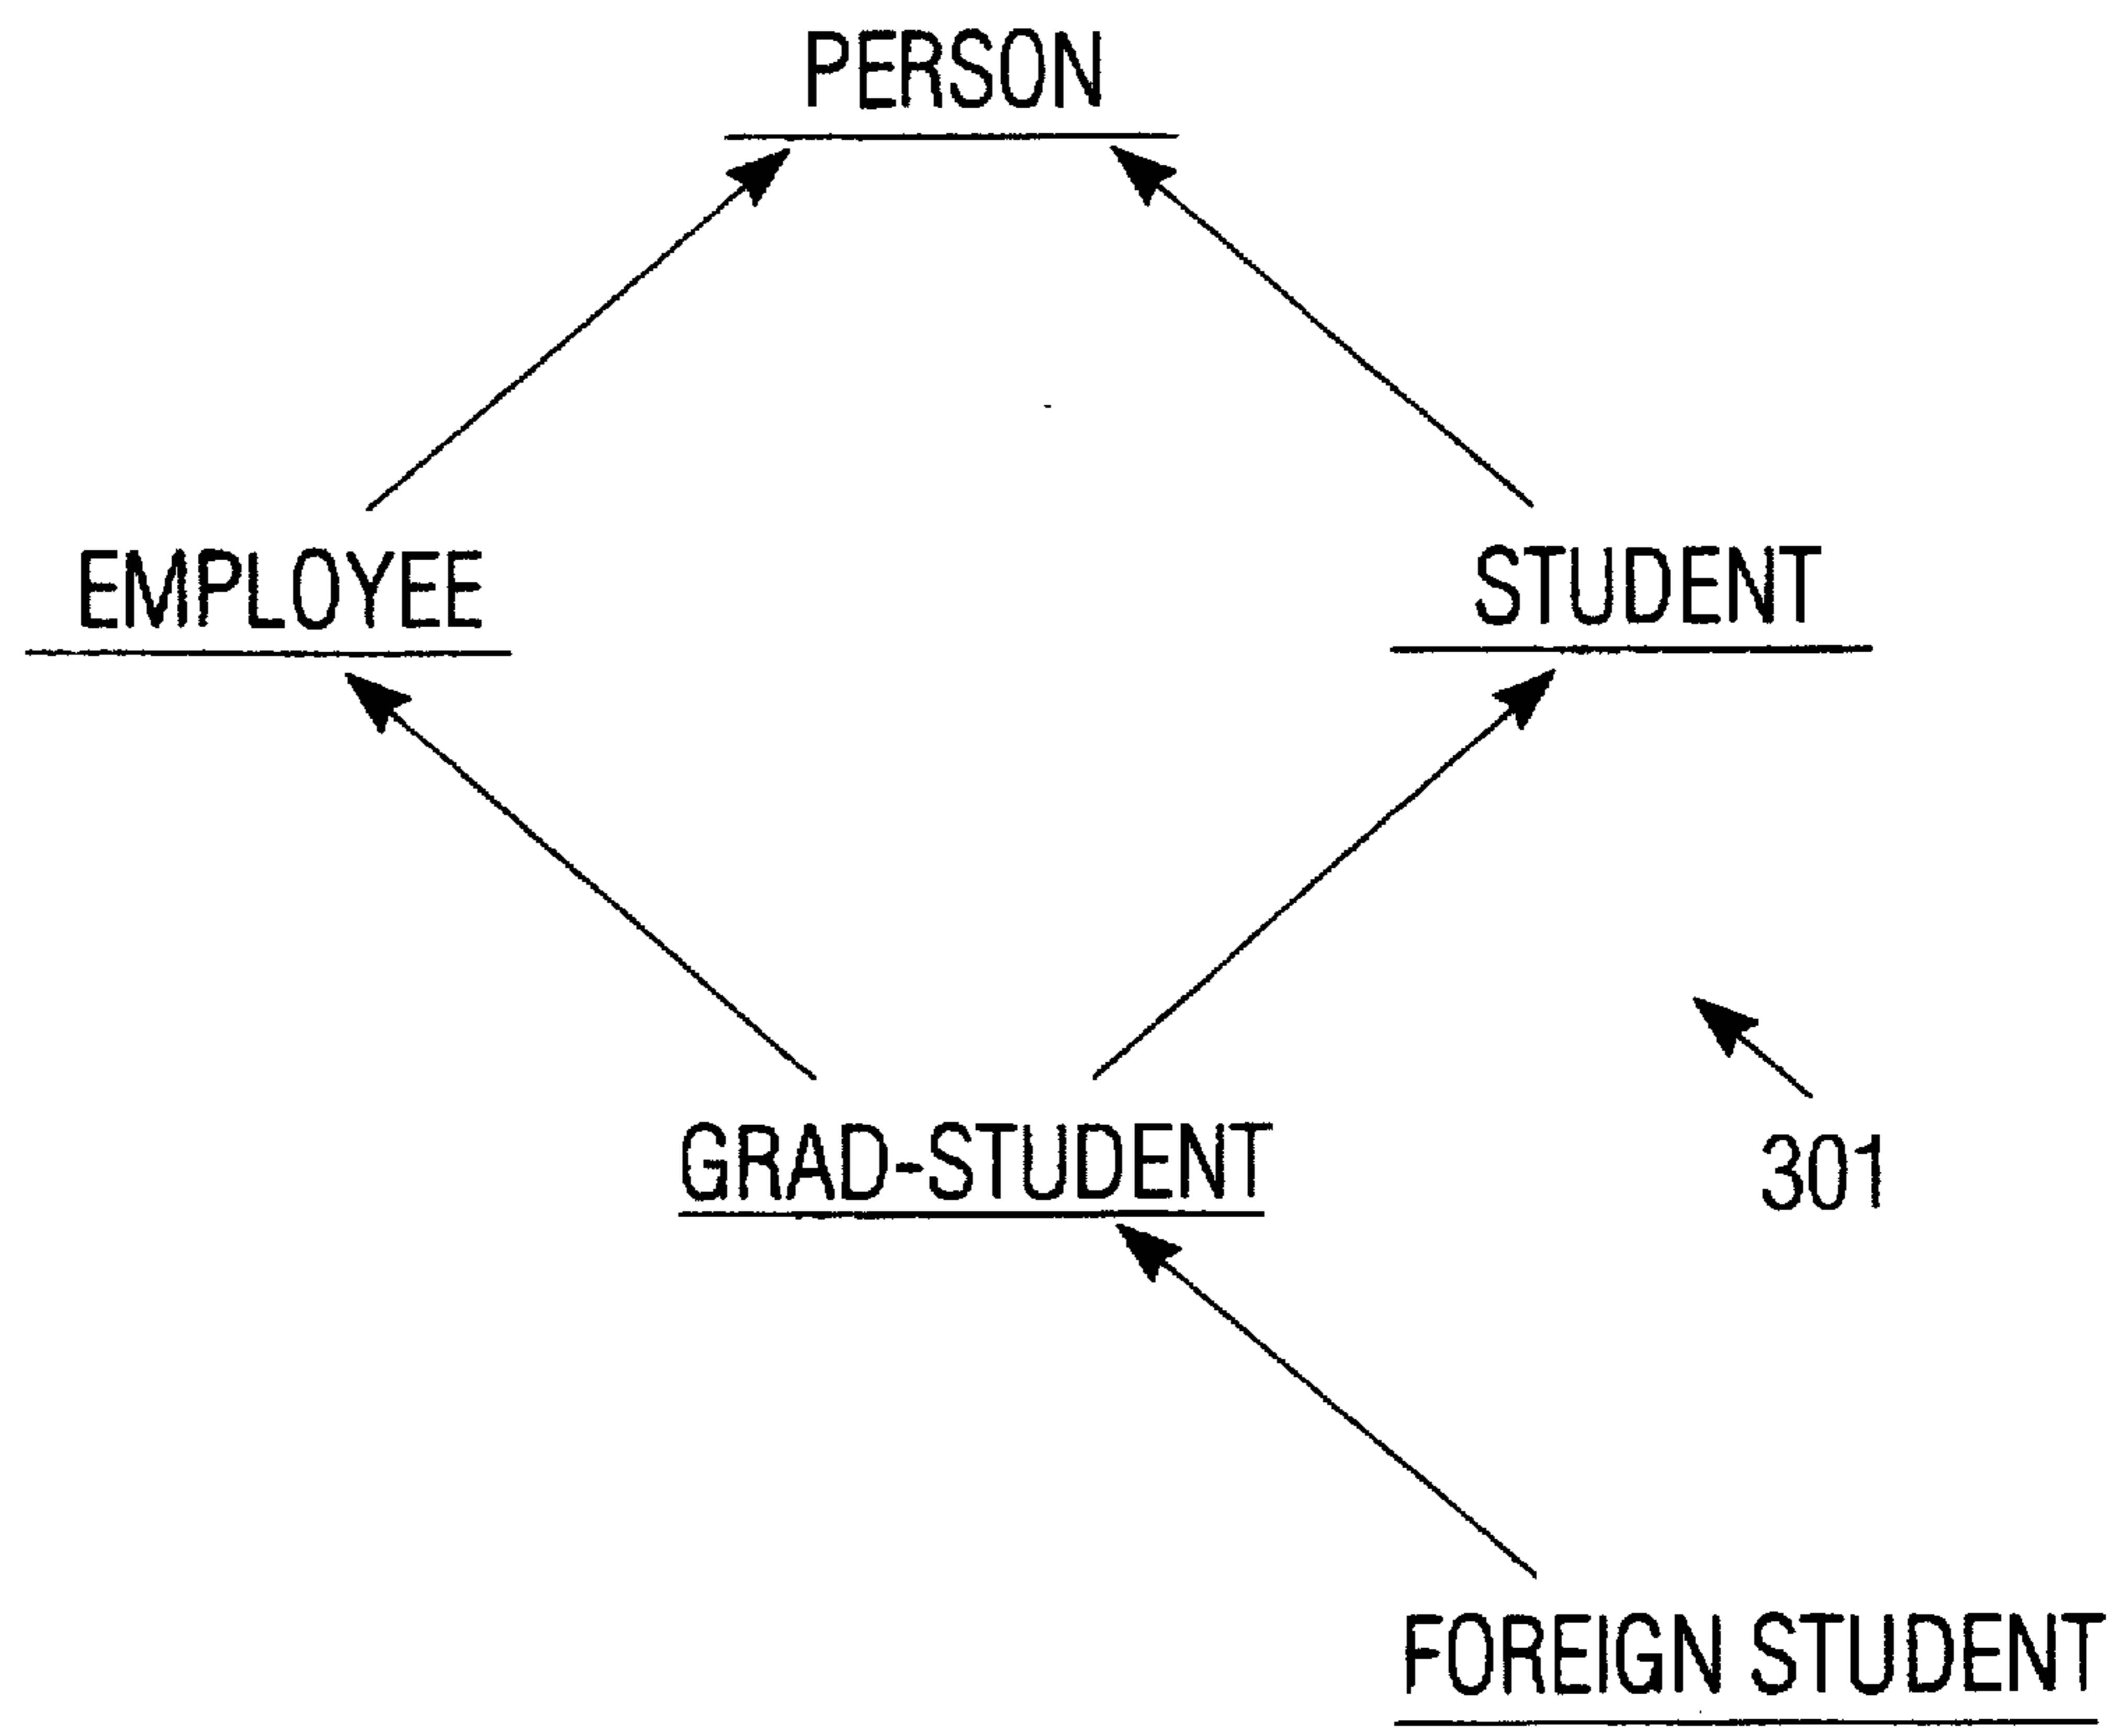 PERSON
EMPLOYEE
STUDENT
GRAD-STUDENT
301
FOREIGN STUDENT